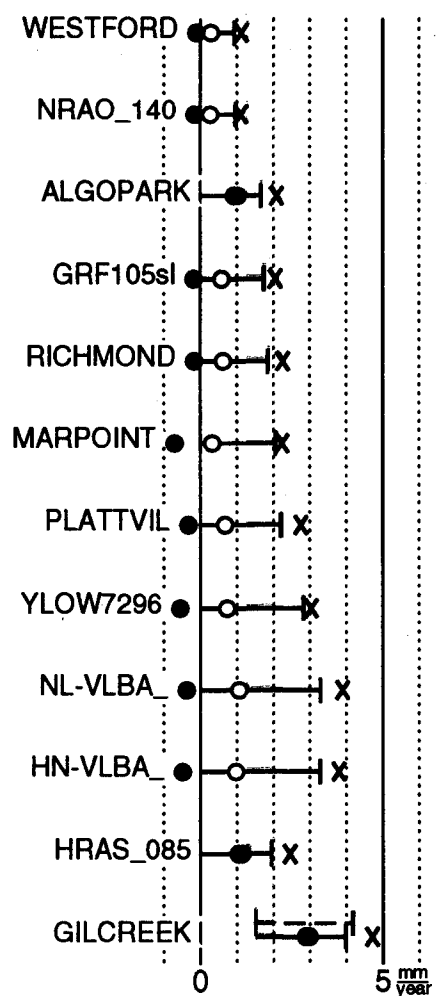 WESTFORD
NRAO_140
ALGOPARK
GRF105sl
RICHMOND
MARPOINT
PLATTVIL
YLOW7296
NL-VLBA_
HN-VLBA_
HRAS_085
GILCREEK
0 5 mm
year